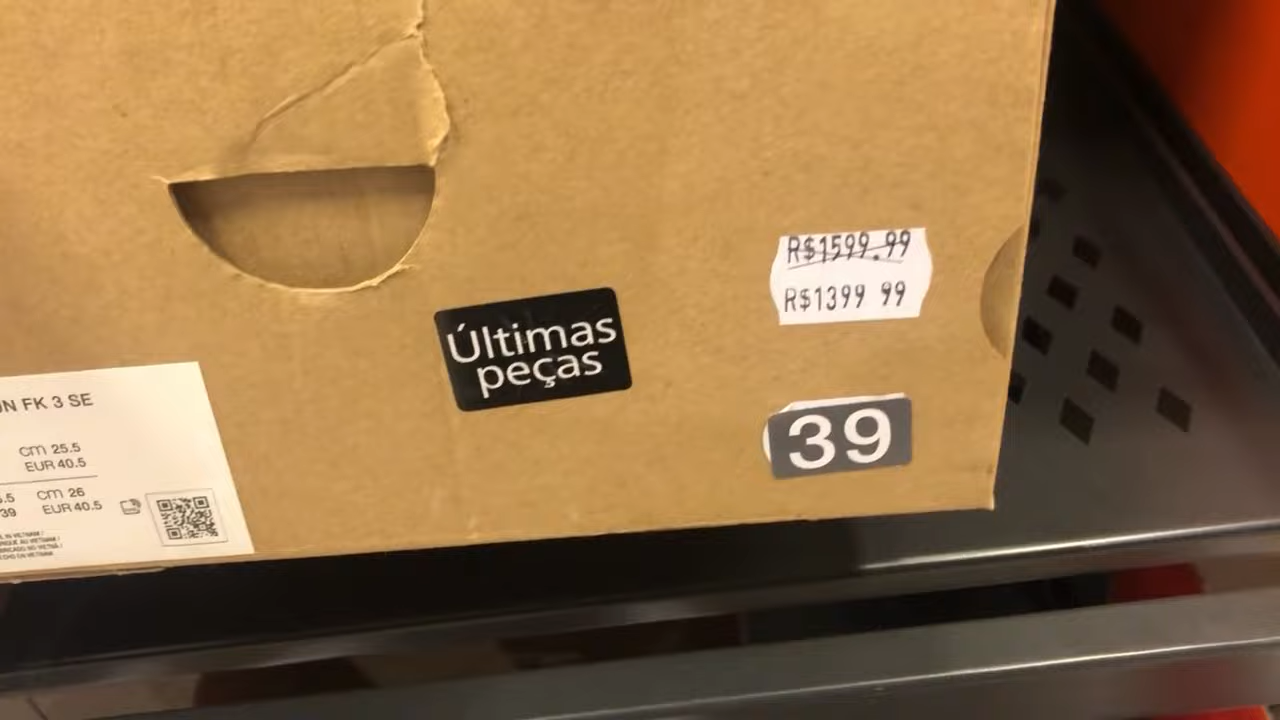 R$1599.99
R$1399 99
Últimas
peças
39
N FK 3 SE
cm 25.5
EUR 40.5
.5 cm 26
39 EUR 40.5